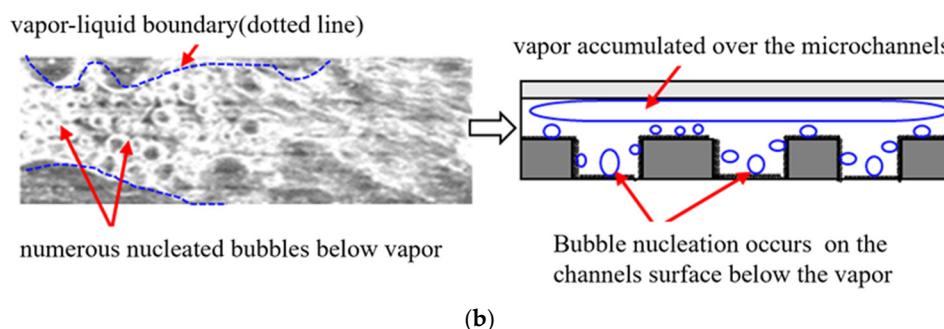 vapor-liquid boundary(dotted line)
vapor accumulated over the microchannels
numerous nucleated bubbles below vapor
Bubble nucleation occurs on the
channels surface below the vapor
(b)